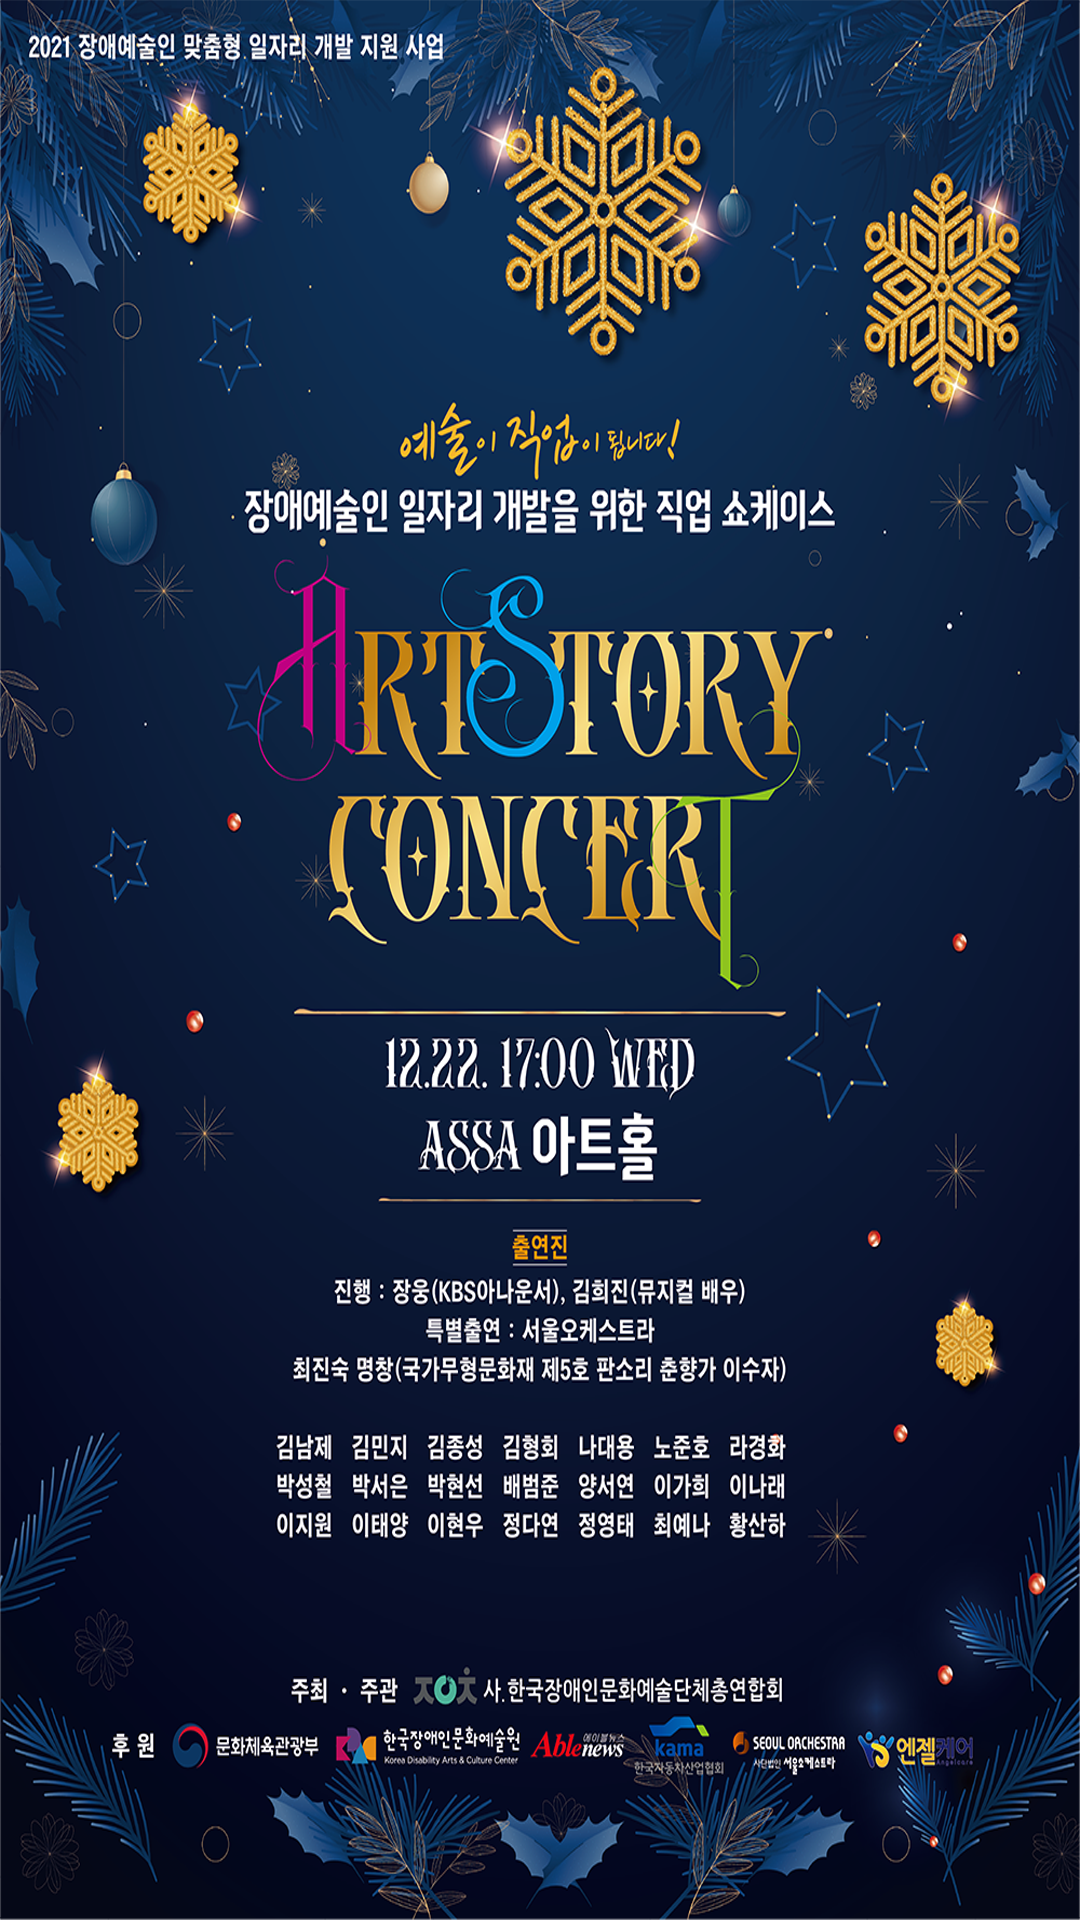 2021 장애예술인 맞춤형 일자리 개발 지원 사업
예술이 직업이 됩니다!
장애예술인 일자리 개발을 위한 직업 쇼케이스
ARTSTORY
CONCERT
12.22. 17:00 WED
ASSA 아트홀
출연진
진행 : 장웅(KBS아나운서), 김희진(뮤지컬 배우)
특별출연 : 서울오케스트라
최진숙 명창(국가무형문화재 제5호 판소리 춘향가 이수자)
김남제 김민지 김종성 김형회 나대용 노준호 라경화
박성철 박서은 박현선 배범준 양서연 이가희 이나래
이지원 이태양 이현우 정다연 정영태 최예나 황산하
주최 · 주관 사.한국장애인문화예술단체총연합회
후원 문화체육관광부
한국장애인문화예술원
Korea Disability Arts & Culture Center
에이블뉴스
Ablenews
kama
한국자동차산업협회
SEOUL ORCHESTRA
사단법인 서울오케스트라
엔젤케어
Angelcare